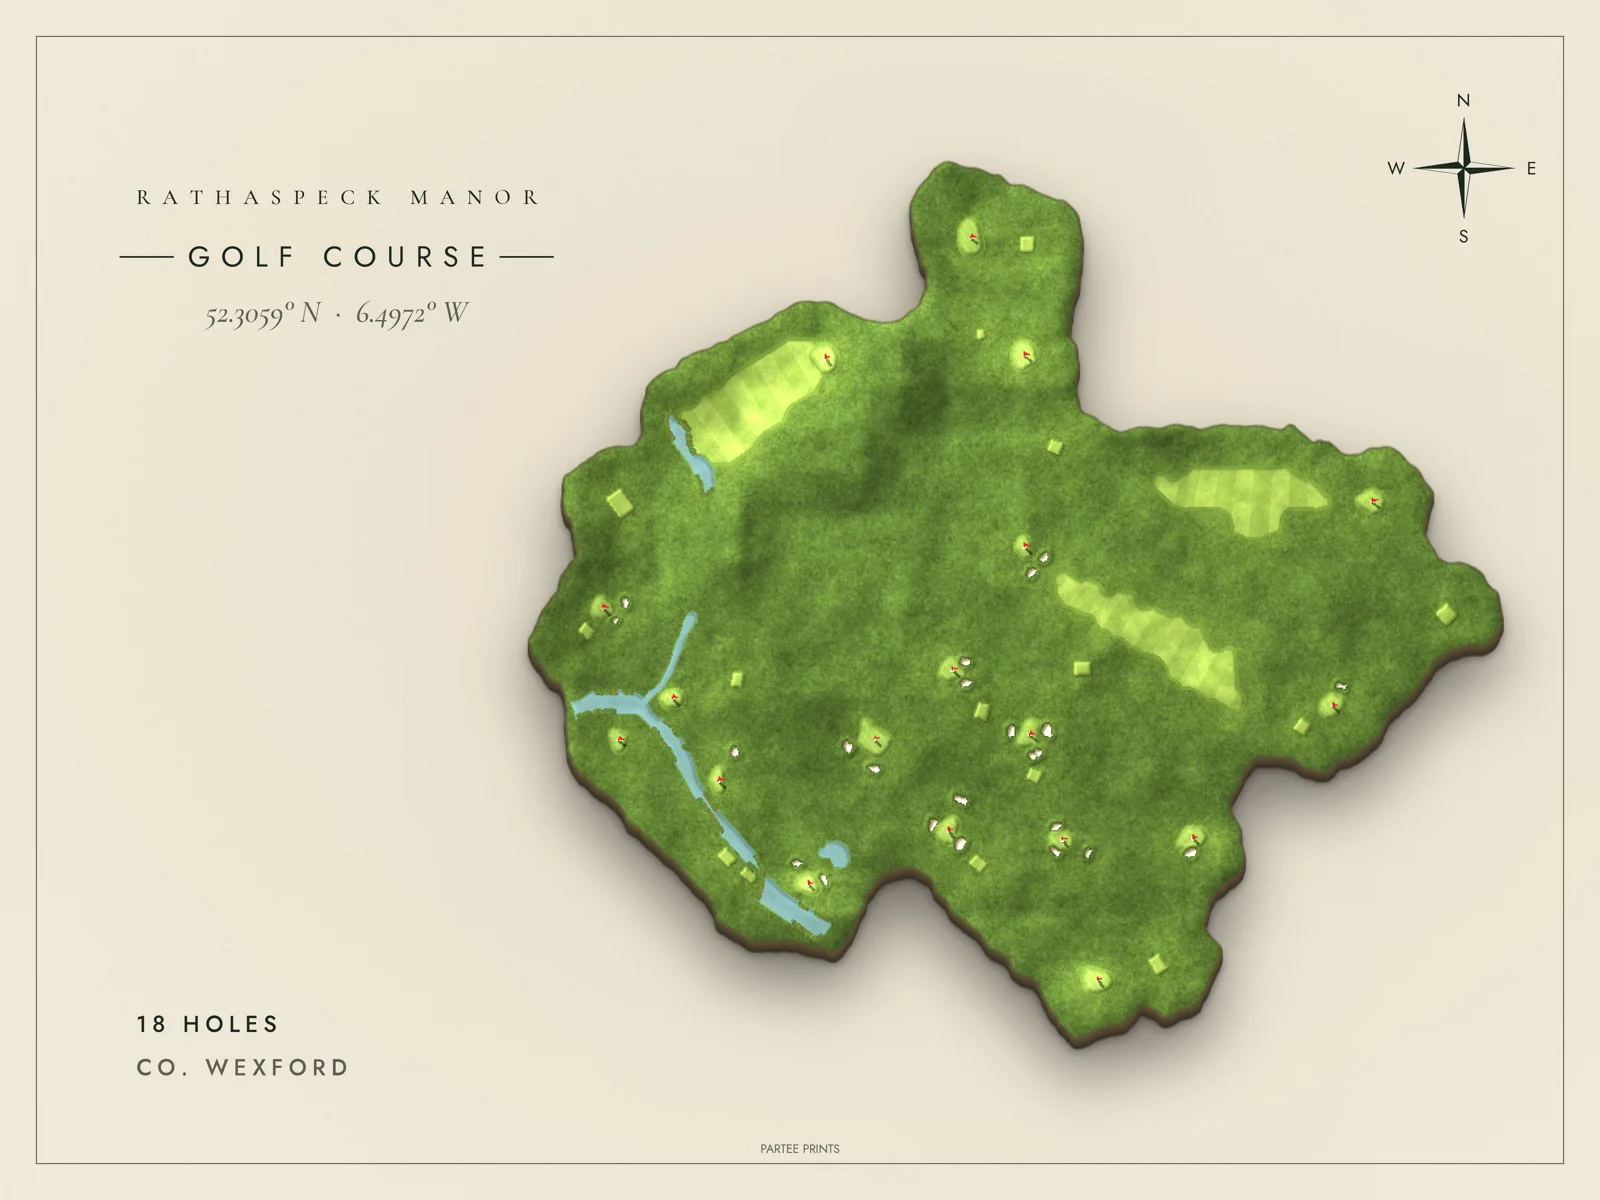 N
W E
S
RATHASPECK MANOR
GOLF COURSE
52.3059° N · 6.4972° W
18 HOLES
CO. WEXFORD
PARTEE PRINTS